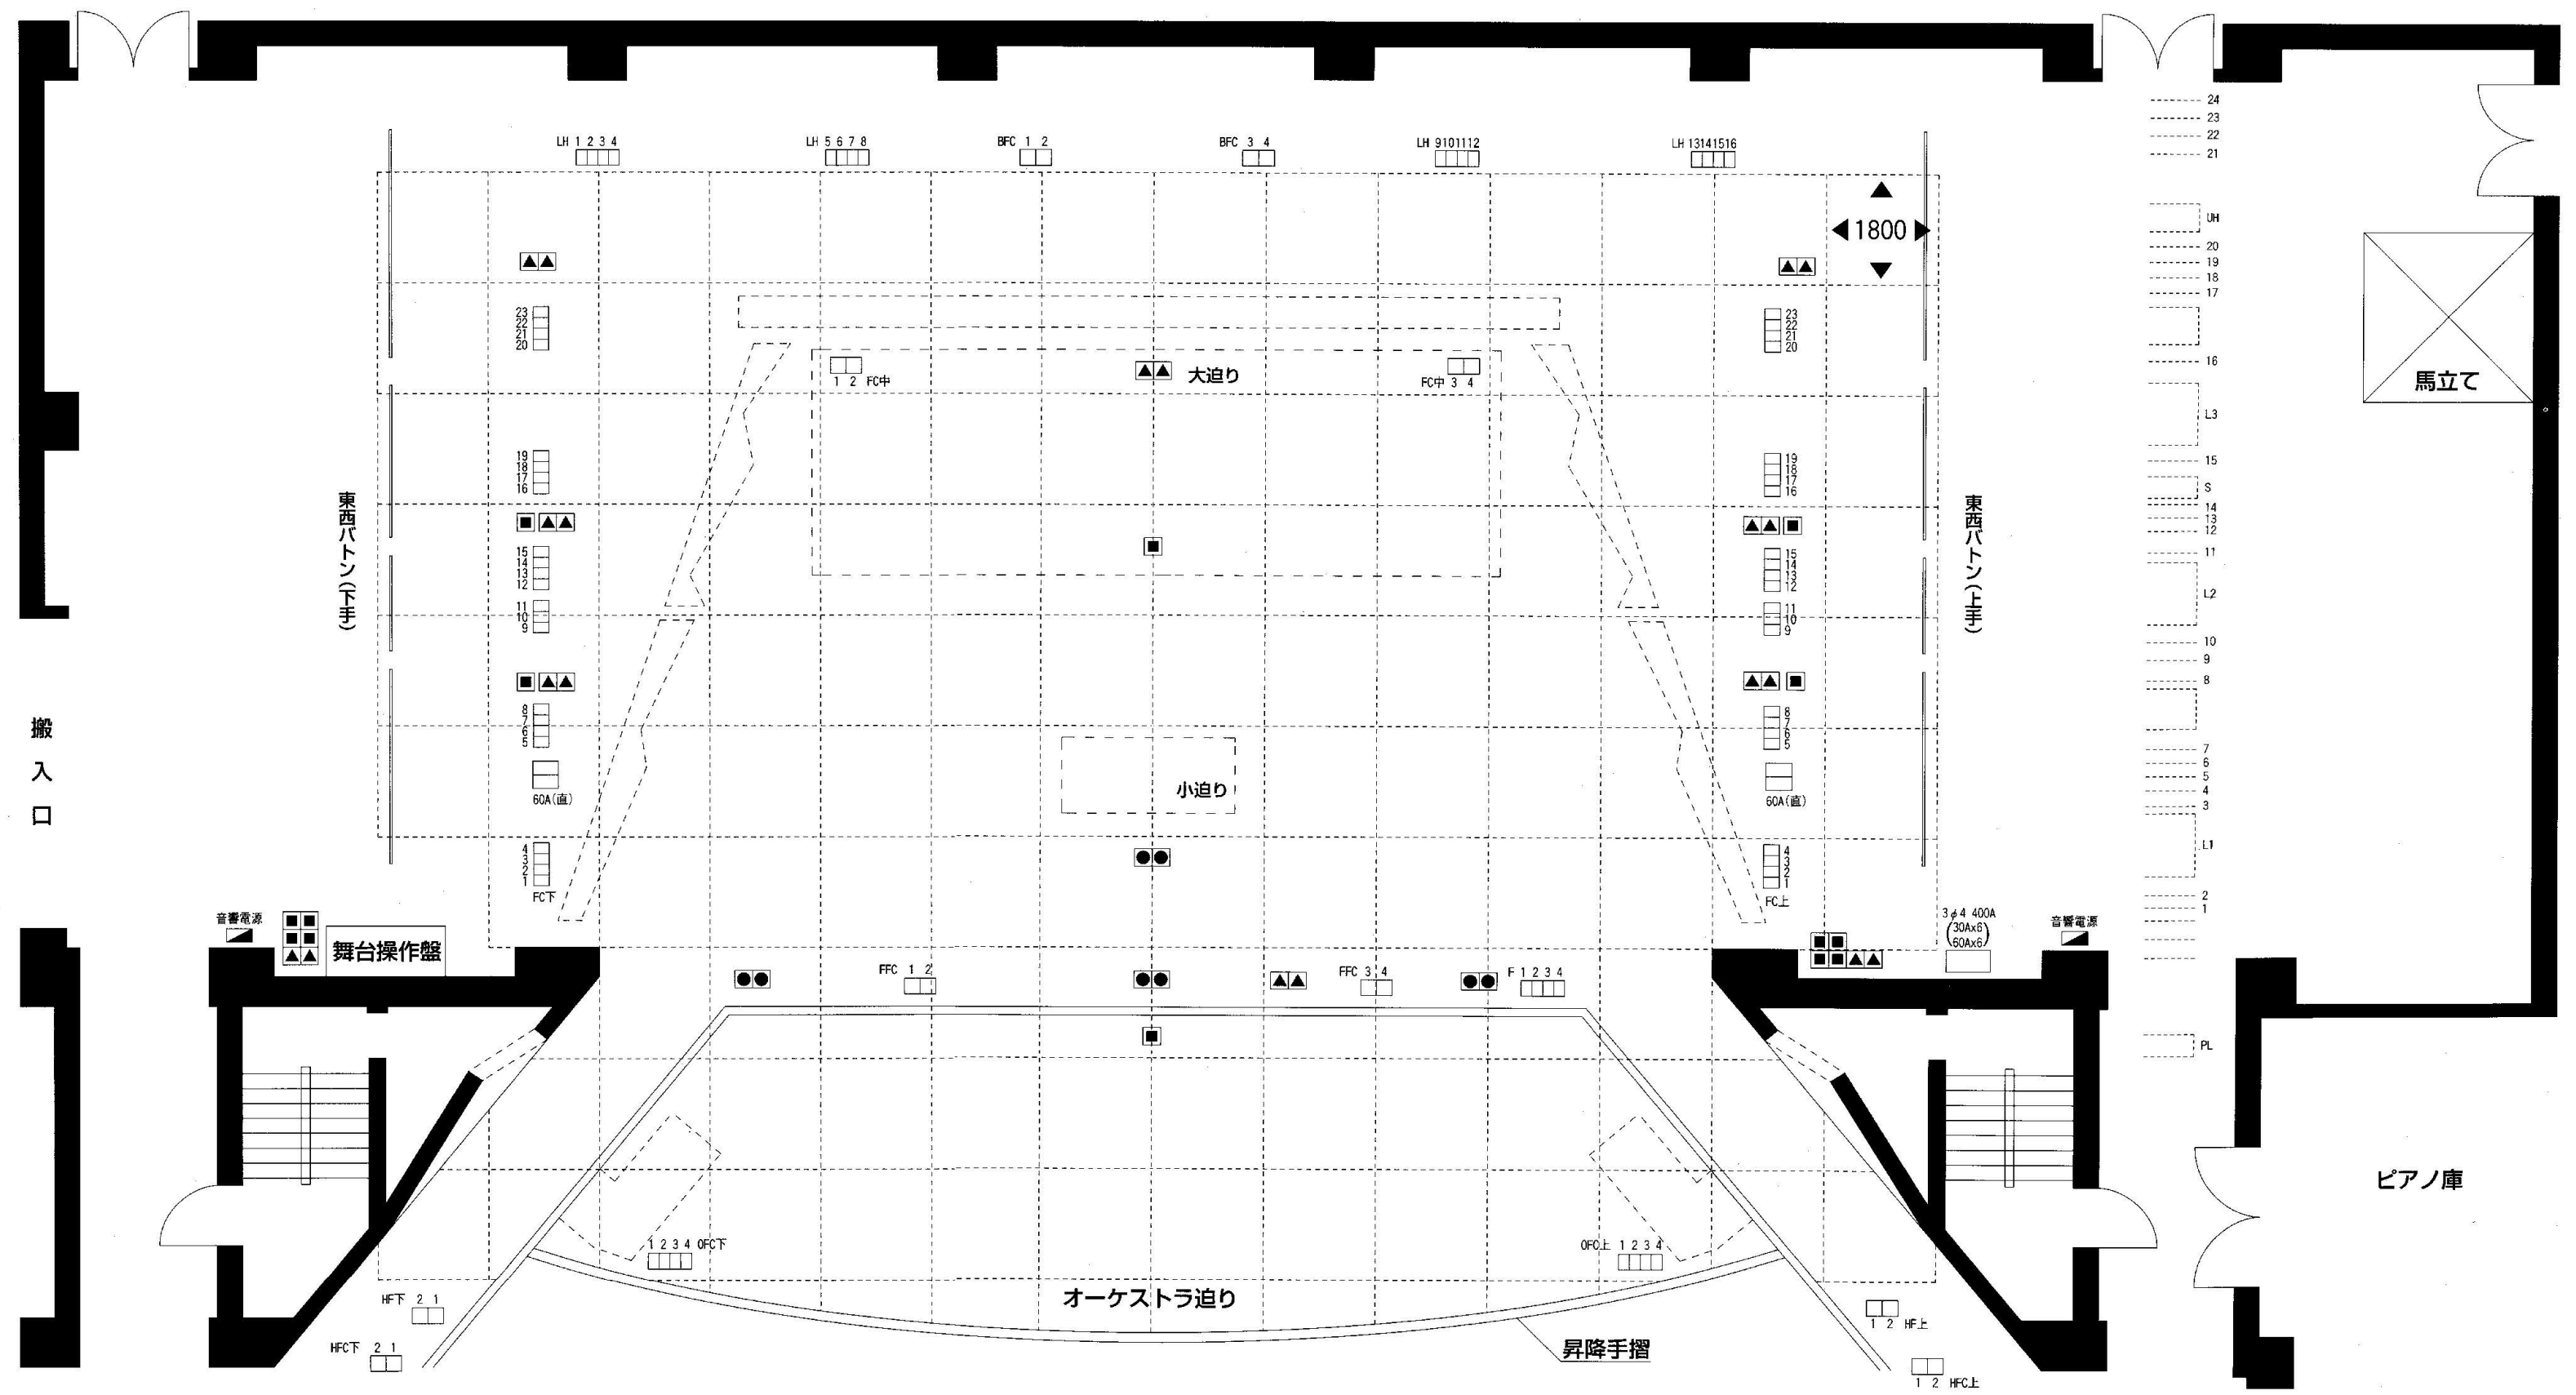 LH 1 2 3 4
LH 5 6 7 8
BFC 1 2
BFC 3 4
LH 9 10 11 12
LH 13 14 15 16
1800
23
22
21
20
1 2 FC中
大迫り
FC中 3 4
23
22
21
20
19
18
17
16
19
18
17
16
東西バトン(下手)
東西バトン(上手)
15
14
13
12
11
10
9
15
14
13
12
11
10
9
8
7
6
5
60A(直)
8
7
6
5
60A(直)
小迫り
4
3
2
1
FC下
4
3
2
1
FC上
搬入口
音響電源
舞台操作盤
3φ4 400A
(30Ax6)
(60Ax6)
音響電源
FFC 1 2
FFC 3 4
F 1 2 3 4
1 2 3 4 OFC下
OFC上 1 2 3 4
オーケストラ迫り
昇降手摺
HF下 2 1
HFC下 2 1
1 2 HF上
1 2 HFC上
24
23
22
21
UH
20
19
18
17
16
L3
15
S
14
13
12
11
L2
10
9
8
7
6
5
4
3
L1
2
1
PL
馬立て
ピアノ庫